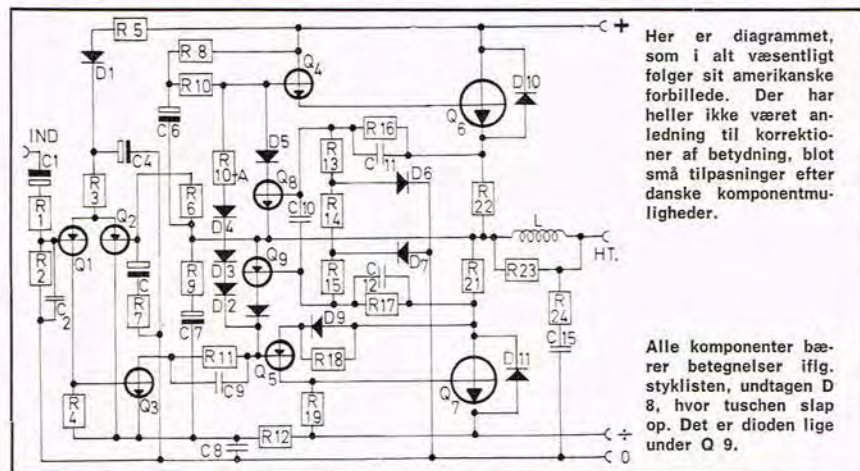 R 5
+
D1
R 8
R 10
Q4
D10
Q6
IND
C1
C4
C6
D5
R16
C11
R1
R3
R6
R10-A
Q8
R13
D6
R22
R2
Q1
Q2
D4
C10
R14
L
HT.
C2
C
R7
R9
D3
D2
Q9
D7
R15
C12
R17
R21
R23
R24
C15
C7
D9
R11
Q5
R18
D11
Q3
C9
Q7
R4
R19
C8
R12
÷
0
Her er diagrammet,
som i alt væsentligt
følger sit amerikanske
forbillede. Der har
heller ikke været an-
ledning til korrektio-
ner af betydning, blot
små tilpasninger efter
danske komponentmu-
ligheder.
Alle komponenter bæ-
rer betegnelser iflg.
styklisten, undtagen D
8, hvor tuschen slap
op. Det er dioden lige
under Q 9.